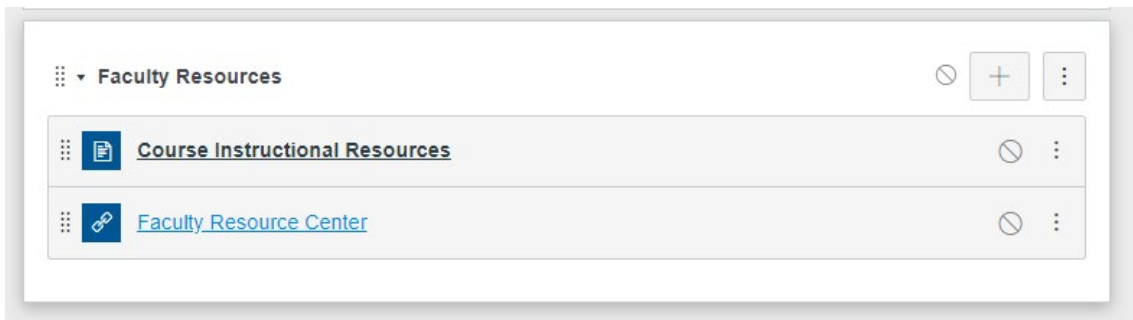 Faculty Resources
Course Instructional Resources
Faculty Resource Center